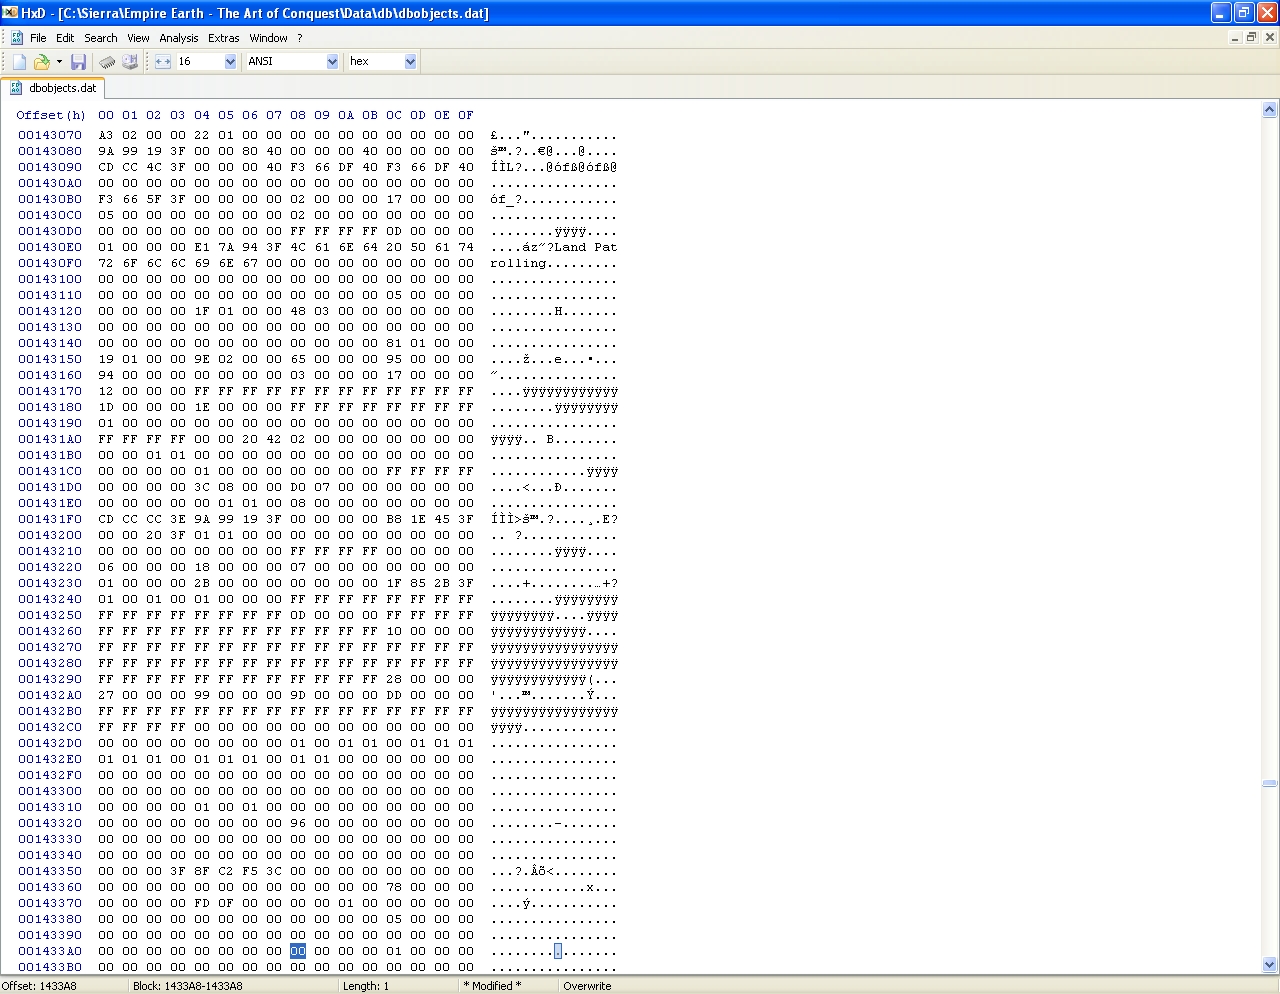 HxD - [C:\Sierra\Empire Earth - The Art of Conquest\Data\db\dbobjects.dat]
File Edit Search View Analysis Extras Window ?
16 ANSI hex
dbobjects.dat
Offset(h) 00 01 02 03 04 05 06 07 08 09 0A 0B 0C 0D 0E 0F
00143070 A3 02 00 00 22 01 00 00 00 00 00 00 00 00 00 00 £..."...........
00143080 9A 99 19 3F 00 00 80 40 00 00 00 40 00 00 00 00 š™.?..€@...@....
00143090 CD CC 4C 3F 00 00 00 40 F3 66 DF 40 F3 66 DF 40 ÍÌL?...@ófß@ófß@
001430A0 00 00 00 00 00 00 00 00 00 00 00 00 00 00 00 00 ................
001430B0 F3 66 5F 3F 00 00 00 00 02 00 00 00 17 00 00 00 óf_?............
001430C0 05 00 00 00 00 00 00 00 02 00 00 00 00 00 00 00 ................
001430D0 00 00 00 00 00 00 00 00 FF FF FF FF 0D 00 00 00 ........ÿÿÿÿ....
001430E0 01 00 00 00 E1 7A 94 3F 4C 61 6E 64 20 50 61 74 ....áz”?Land Pat
001430F0 72 6F 6C 6C 69 6E 67 00 00 00 00 00 00 00 00 00 rolling.........
00143100 00 00 00 00 00 00 00 00 00 00 00 00 00 00 00 00 ................
00143110 00 00 00 00 00 00 00 00 00 00 00 00 05 00 00 00 ................
00143120 00 00 00 00 1F 01 00 00 48 03 00 00 00 00 00 00 ........H.......
00143130 00 00 00 00 00 00 00 00 00 00 00 00 00 00 00 00 ................
00143140 00 00 00 00 00 00 00 00 00 00 00 00 81 01 00 00 ................
00143150 19 01 00 00 9E 02 00 00 65 00 00 00 95 00 00 00 ....ž...e...•...
00143160 94 00 00 00 00 00 00 00 03 00 00 00 17 00 00 00 ”...............
00143170 12 00 00 00 FF FF FF FF FF FF FF FF FF FF FF FF ....ÿÿÿÿÿÿÿÿÿÿÿÿ
00143180 1D 00 00 00 1E 00 00 00 FF FF FF FF FF FF FF FF ........ÿÿÿÿÿÿÿÿ
00143190 01 00 00 00 00 00 00 00 00 00 00 00 00 00 00 00 ................
001431A0 FF FF FF FF 00 00 20 42 02 00 00 00 00 00 00 00 ÿÿÿÿ.. B........
001431B0 00 00 01 01 00 00 00 00 00 00 00 00 00 00 00 00 ................
001431C0 00 00 00 00 01 00 00 00 00 00 00 00 FF FF FF FF ............ÿÿÿÿ
001431D0 00 00 00 00 3C 08 00 00 D0 07 00 00 00 00 00 00 ....<...Ð.......
001431E0 00 00 00 00 00 01 01 00 08 00 00 00 00 00 00 00 ................
001431F0 CD CC CC 3E 9A 99 19 3F 00 00 00 00 B8 1E 45 3F ÍÌÌ>š™.?....¸.E?
00143200 00 00 20 3F 01 01 00 00 00 00 00 00 00 00 00 00 .. ?............
00143210 00 00 00 00 00 00 00 00 FF FF FF FF 00 00 00 00 ........ÿÿÿÿ....
00143220 06 00 00 00 18 00 00 00 07 00 00 00 00 00 00 00 ................
00143230 01 00 00 00 2B 00 00 00 00 00 00 00 1F 85 2B 3F ....+........…+?
00143240 01 00 01 00 01 00 00 00 FF FF FF FF FF FF FF FF ........ÿÿÿÿÿÿÿÿ
00143250 FF FF FF FF FF FF FF FF 0D 00 00 00 FF FF FF FF ÿÿÿÿÿÿÿÿ....ÿÿÿÿ
00143260 FF FF FF FF FF FF FF FF FF FF FF FF 10 00 00 00 ÿÿÿÿÿÿÿÿÿÿÿÿ....
00143270 FF FF FF FF FF FF FF FF FF FF FF FF FF FF FF FF ÿÿÿÿÿÿÿÿÿÿÿÿÿÿÿÿ
00143280 FF FF FF FF FF FF FF FF FF FF FF FF FF FF FF FF ÿÿÿÿÿÿÿÿÿÿÿÿÿÿÿÿ
00143290 FF FF FF FF FF FF FF FF FF FF FF FF 28 00 00 00 ÿÿÿÿÿÿÿÿÿÿÿÿ(...
001432A0 27 00 00 00 99 00 00 00 9D 00 00 00 DD 00 00 00 '...™.......Ý...
001432B0 FF FF FF FF FF FF FF FF FF FF FF FF FF FF FF FF ÿÿÿÿÿÿÿÿÿÿÿÿÿÿÿÿ
001432C0 FF FF FF FF 00 00 00 00 00 00 00 00 00 00 00 00 ÿÿÿÿ............
001432D0 00 00 00 00 00 00 00 00 01 00 01 01 00 01 01 01 ................
001432E0 01 01 01 00 01 01 01 00 01 01 00 00 00 00 00 00 ................
001432F0 00 00 00 00 00 00 00 00 00 00 00 00 00 00 00 00 ................
00143300 00 00 00 00 00 00 00 00 00 00 00 00 00 00 00 00 ................
00143310 00 00 00 00 01 00 01 00 00 00 00 00 00 00 00 00 ................
00143320 00 00 00 00 00 00 00 00 96 00 00 00 00 00 00 00 ........–.......
00143330 00 00 00 00 00 00 00 00 00 00 00 00 00 00 00 00 ................
00143340 00 00 00 00 00 00 00 00 00 00 00 00 00 00 00 00 ................
00143350 00 00 00 3F 8F C2 F5 3C 00 00 00 00 00 00 00 00 ...?.Âõ<........
00143360 00 00 00 00 00 00 00 00 00 00 00 00 78 00 00 00 ............x...
00143370 00 00 00 00 FD 0F 00 00 00 00 01 00 00 00 00 00 ....ý...........
00143380 00 00 00 00 00 00 00 00 00 00 00 00 05 00 00 00 ................
00143390 00 00 00 00 00 00 00 00 00 00 00 00 00 00 00 00 ................
001433A0 00 00 00 00 00 00 00 00 00 00 00 00 01 00 00 00 ................
001433B0 00 00 00 00 00 00 00 00 00 00 00 00 00 00 00 00 ................
Offset: 1433A8 Block: 1433A8-1433A8 Length: 1 * Modified * Overwrite